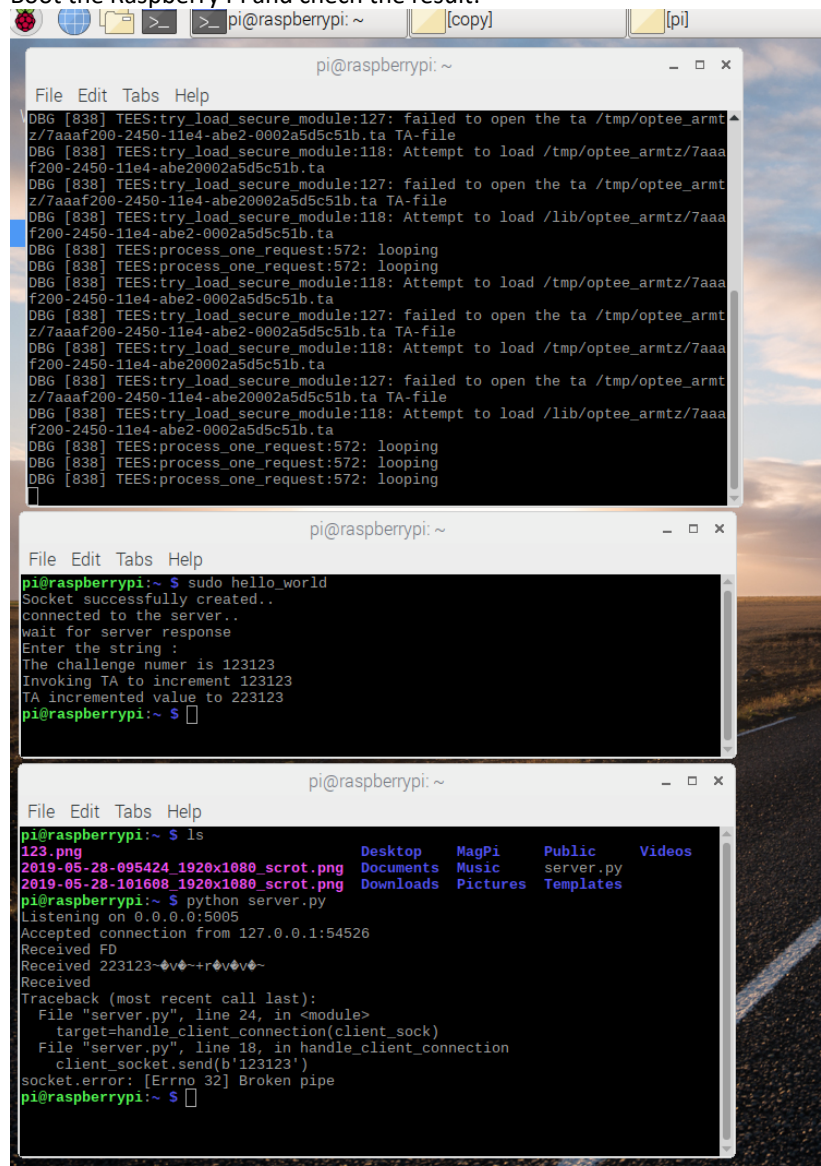 Boot the Raspberry Pi and chech the result.
pi@raspberrypi: ~ [copy] [pi]
pi@raspberrypi: ~
File Edit Tabs Help
DBG [838] TEES:try_load_secure_module:127: failed to open the ta /tmp/optee_armt
z/7aaaf200-2450-11e4-abe2-0002a5d5c51b.ta TA-file
DBG [838] TEES:try_load_secure_module:118: Attempt to load /tmp/optee_armtz/7aaa
f200-2450-11e4-abe20002a5d5c51b.ta
DBG [838] TEES:try_load_secure_module:127: failed to open the ta /tmp/optee_armt
z/7aaaf200-2450-11e4-abe20002a5d5c51b.ta TA-file
DBG [838] TEES:try_load_secure_module:118: Attempt to load /lib/optee_armtz/7aaa
f200-2450-11e4-abe2-0002a5d5c51b.ta
DBG [838] TEES:process_one_request:572: looping
DBG [838] TEES:process_one_request:572: looping
DBG [838] TEES:try_load_secure_module:118: Attempt to load /tmp/optee_armtz/7aaa
f200-2450-11e4-abe2-0002a5d5c51b.ta
DBG [838] TEES:try_load_secure_module:127: failed to open the ta /tmp/optee_armt
z/7aaaf200-2450-11e4-abe2-0002a5d5c51b.ta TA-file
DBG [838] TEES:try_load_secure_module:118: Attempt to load /tmp/optee_armtz/7aaa
f200-2450-11e4-abe20002a5d5c51b.ta
DBG [838] TEES:try_load_secure_module:127: failed to open the ta /tmp/optee_armt
z/7aaaf200-2450-11e4-abe20002a5d5c51b.ta TA-file
DBG [838] TEES:try_load_secure_module:118: Attempt to load /lib/optee_armtz/7aaa
f200-2450-11e4-abe2-0002a5d5c51b.ta
DBG [838] TEES:process_one_request:572: looping
DBG [838] TEES:process_one_request:572: looping
DBG [838] TEES:process_one_request:572: looping
pi@raspberrypi: ~
File Edit Tabs Help
pi@raspberrypi:~ $ sudo hello_world
Socket successfully created..
connected to the server..
wait for server response
Enter the string :
The challenge numer is 123123
Invoking TA to increment 123123
TA incremented value to 223123
pi@raspberrypi:~ $
pi@raspberrypi: ~
File Edit Tabs Help
pi@raspberrypi:~ $ ls
123.png Desktop MagPi Public Videos
2019-05-28-095424_1920x1080_scrot.png Documents Music server.py
2019-05-28-101608_1920x1080_scrot.png Downloads Pictures Templates
pi@raspberrypi:~ $ python server.py
Listening on 0.0.0.0:5005
Accepted connection from 127.0.0.1:54526
Received FD
Received 223123~�v�~+r�v�v�~
Received
Traceback (most recent call last):
File "server.py", line 24, in <module>
target=handle_client_connection(client_sock)
File "server.py", line 18, in handle_client_connection
client_socket.send(b'123123')
socket.error: [Errno 32] Broken pipe
pi@raspberrypi:~ $